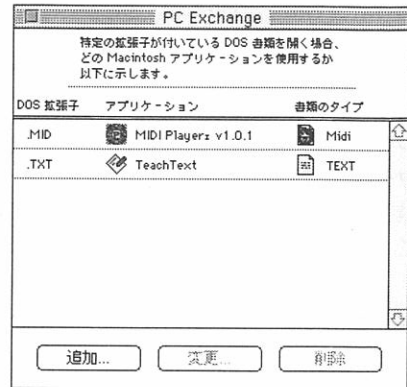 PC Exchange
特定の拡張子が付いている DOS 書類を開く場合、
どの Macintosh アプリケーションを使用するか
以下に示します。
DOS 拡張子 アプリケーション 書類のタイプ
.MID MIDI Player: v1.0.1 Midi
.TXT TeachText TEXT
追加... 変更... 削除